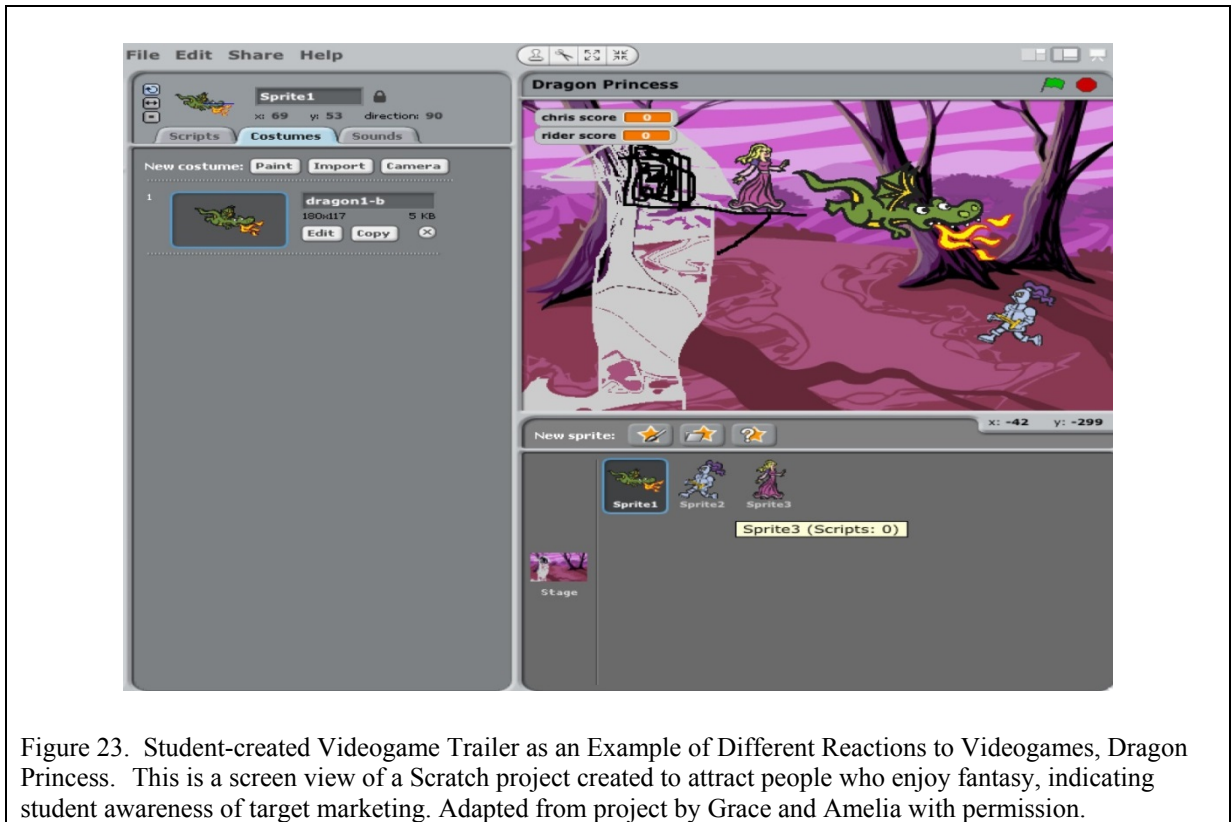 File Edit Share Help
Sprite1
x: 69 y: 53 direction: 90
Scripts Costumes Sounds
New costume: Paint Import Camera
1
dragon1-b
180x117 5 KB
Edit Copy
Dragon Princess
chris score 0
rider score 0
x: -42 y: -299
New sprite:
Sprite1 Sprite2 Sprite3
Sprite3 (Scripts: 0)
Stage
Figure 23. Student-created Videogame Trailer as an Example of Different Reactions to Videogames, Dragon
Princess. This is a screen view of a Scratch project created to attract people who enjoy fantasy, indicating
student awareness of target marketing. Adapted from project by Grace and Amelia with permission.